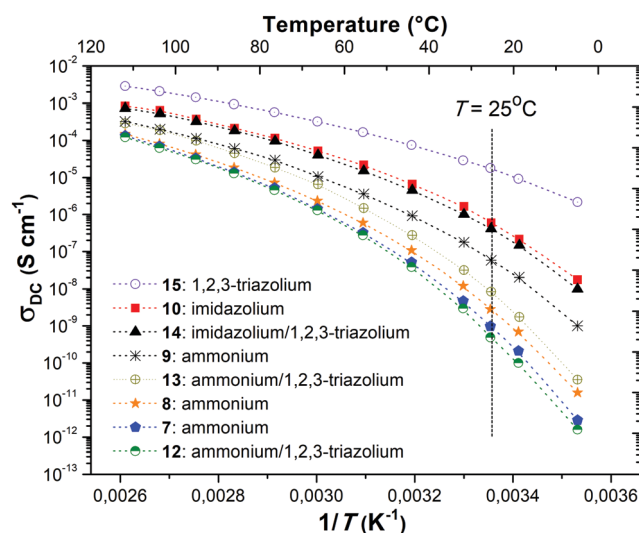 Temperature (°C)
120 100 80 60 40 20 0
10⁻²
10⁻³
10⁻⁴
10⁻⁵
10⁻⁶
10⁻⁷
10⁻⁸
10⁻⁹
10⁻¹⁰
10⁻¹¹
10⁻¹²
10⁻¹³
σDC (S cm⁻¹)
T = 25°C
15: 1,2,3-triazolium
10: imidazolium
14: imidazolium/1,2,3-triazolium
9: ammonium
13: ammonium/1,2,3-triazolium
8: ammonium
7: ammonium
12: ammonium/1,2,3-triazolium
0,0026 0,0028 0,0030 0,0032 0,0034 0,0036
1/T (K⁻¹)